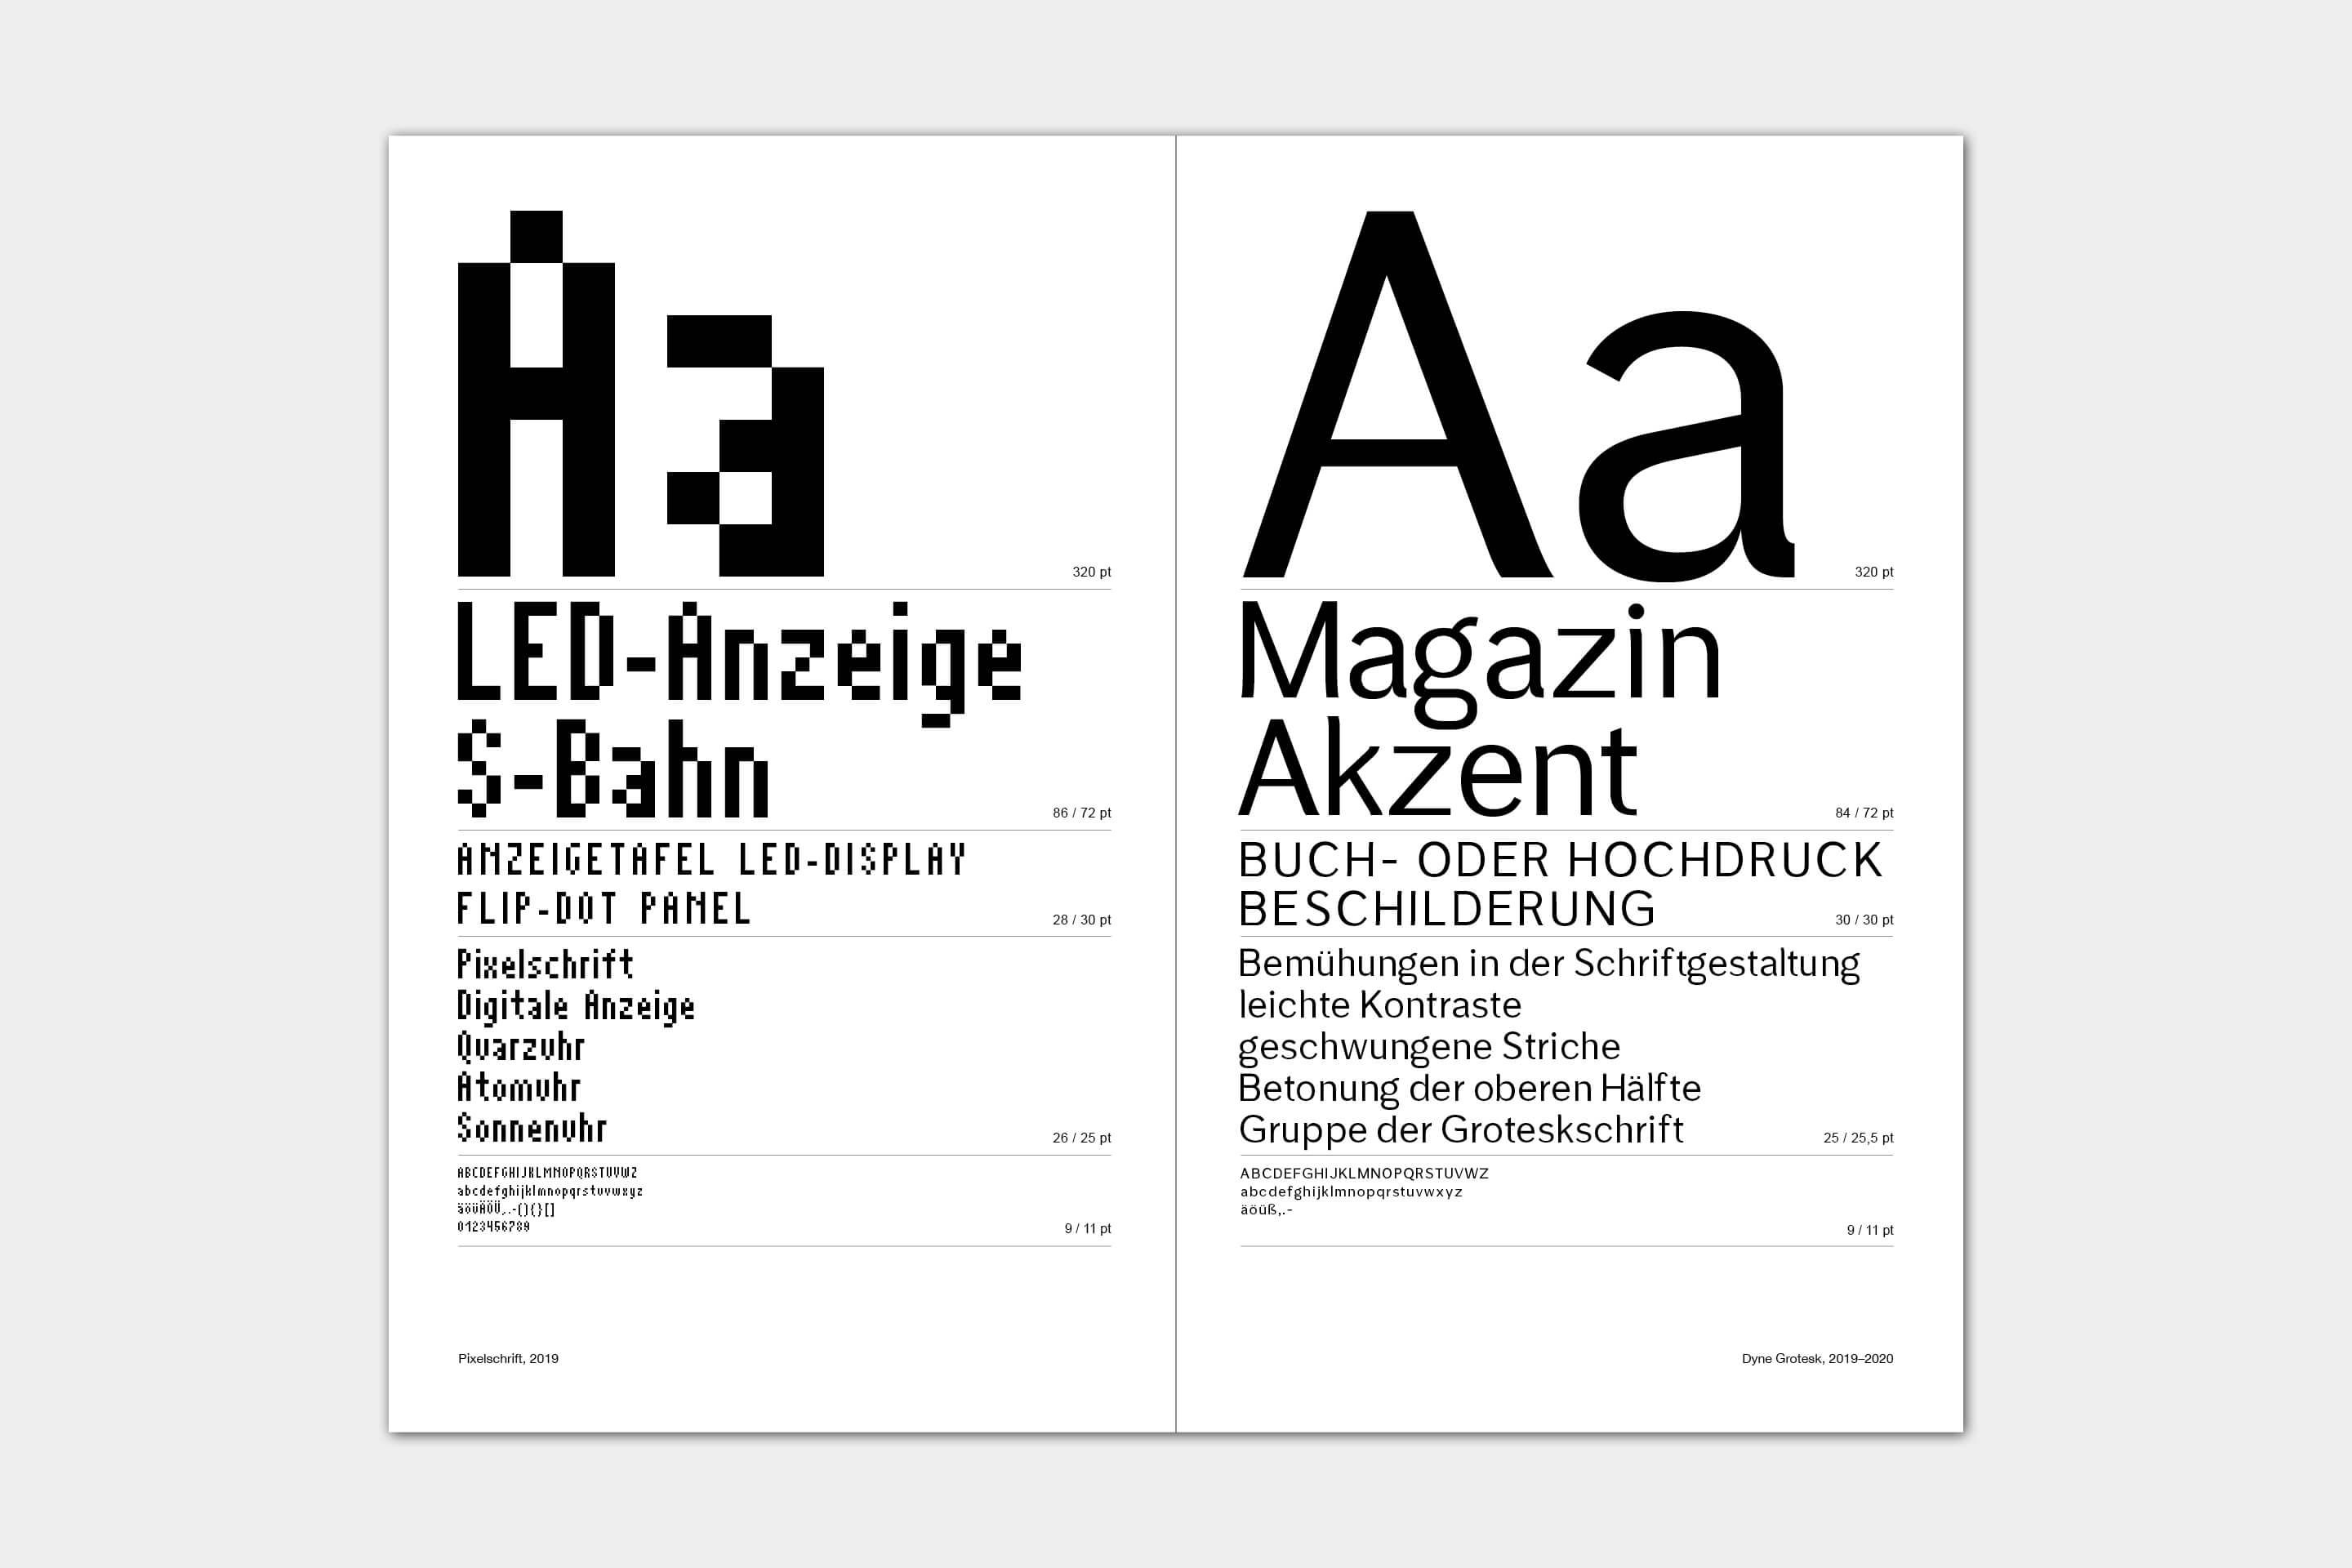 Aa
320 pt
LED-Anzeige
S-Bahn
86 / 72 pt
ANZEIGETAFEL LED-DISPLAY
FLIP-DOT PANEL
28 / 30 pt
Pixelschrift
Digitale Anzeige
Quarzuhr
Atomuhr
Sonnenuhr
26 / 25 pt
ABCDEFGHIJKLMNOPQRSTUVWZ
abcdefghijklmnopqrstuvwxyz
äöüÄÖÜ,.-(){}[]
0123456789
9 / 11 pt
Pixelschrift, 2019
Aa
320 pt
Magazin
Akzent
84 / 72 pt
BUCH- ODER HOCHDRUCK
BESCHILDERUNG
30 / 30 pt
Bemühungen in der Schriftgestaltung
leichte Kontraste
geschwungene Striche
Betonung der oberen Hälfte
Gruppe der Groteskschrift
25 / 25,5 pt
ABCDEFGHIJKLMNOPQRSTUVWZ
abcdefghijklmnopqrstuvwxyz
äöüß,.-
9 / 11 pt
Dyne Grotesk, 2019–2020